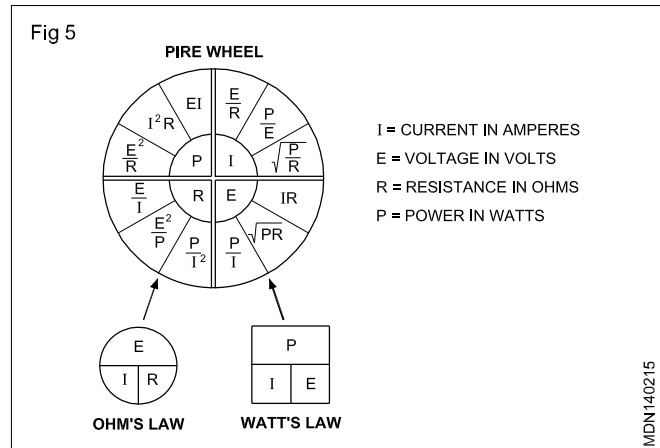 Fig 5
PIRE WHEEL
EI
I²R
E²/R
P
E/R
P/E
√P/R
I
E/I
E²/P
P/I²
R
IR
√PR
P/I
E
I = CURRENT IN AMPERES
E = VOLTAGE IN VOLTS
R = RESISTANCE IN OHMS
P = POWER IN WATTS
E
I R
OHM'S LAW
P
I E
WATT'S LAW
MDN140215